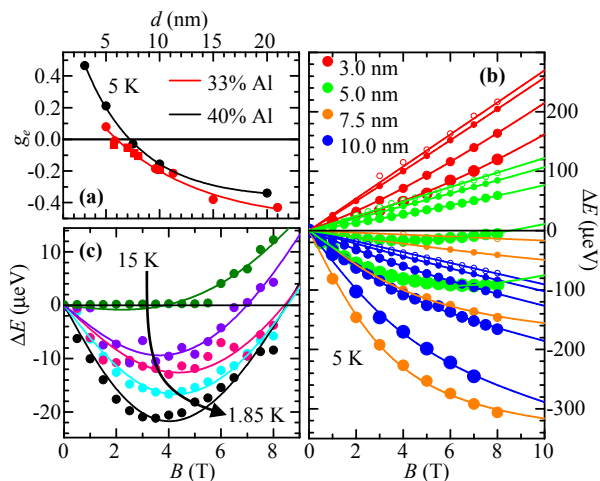 d (nm)
0 5 10 15 20
0.4
0.2
0.0
-0.2
-0.4
g_e
5 K
33% Al
40% Al
(a)
10
0
-10
-20
ΔE (μeV)
(c)
15 K
1.85 K
0 2 4 6 8
B (T)
3.0 nm
5.0 nm
7.5 nm
10.0 nm
(b)
200
100
0
-100
-200
-300
ΔE
(μeV)
5 K
0 2 4 6 8 10
B (T)